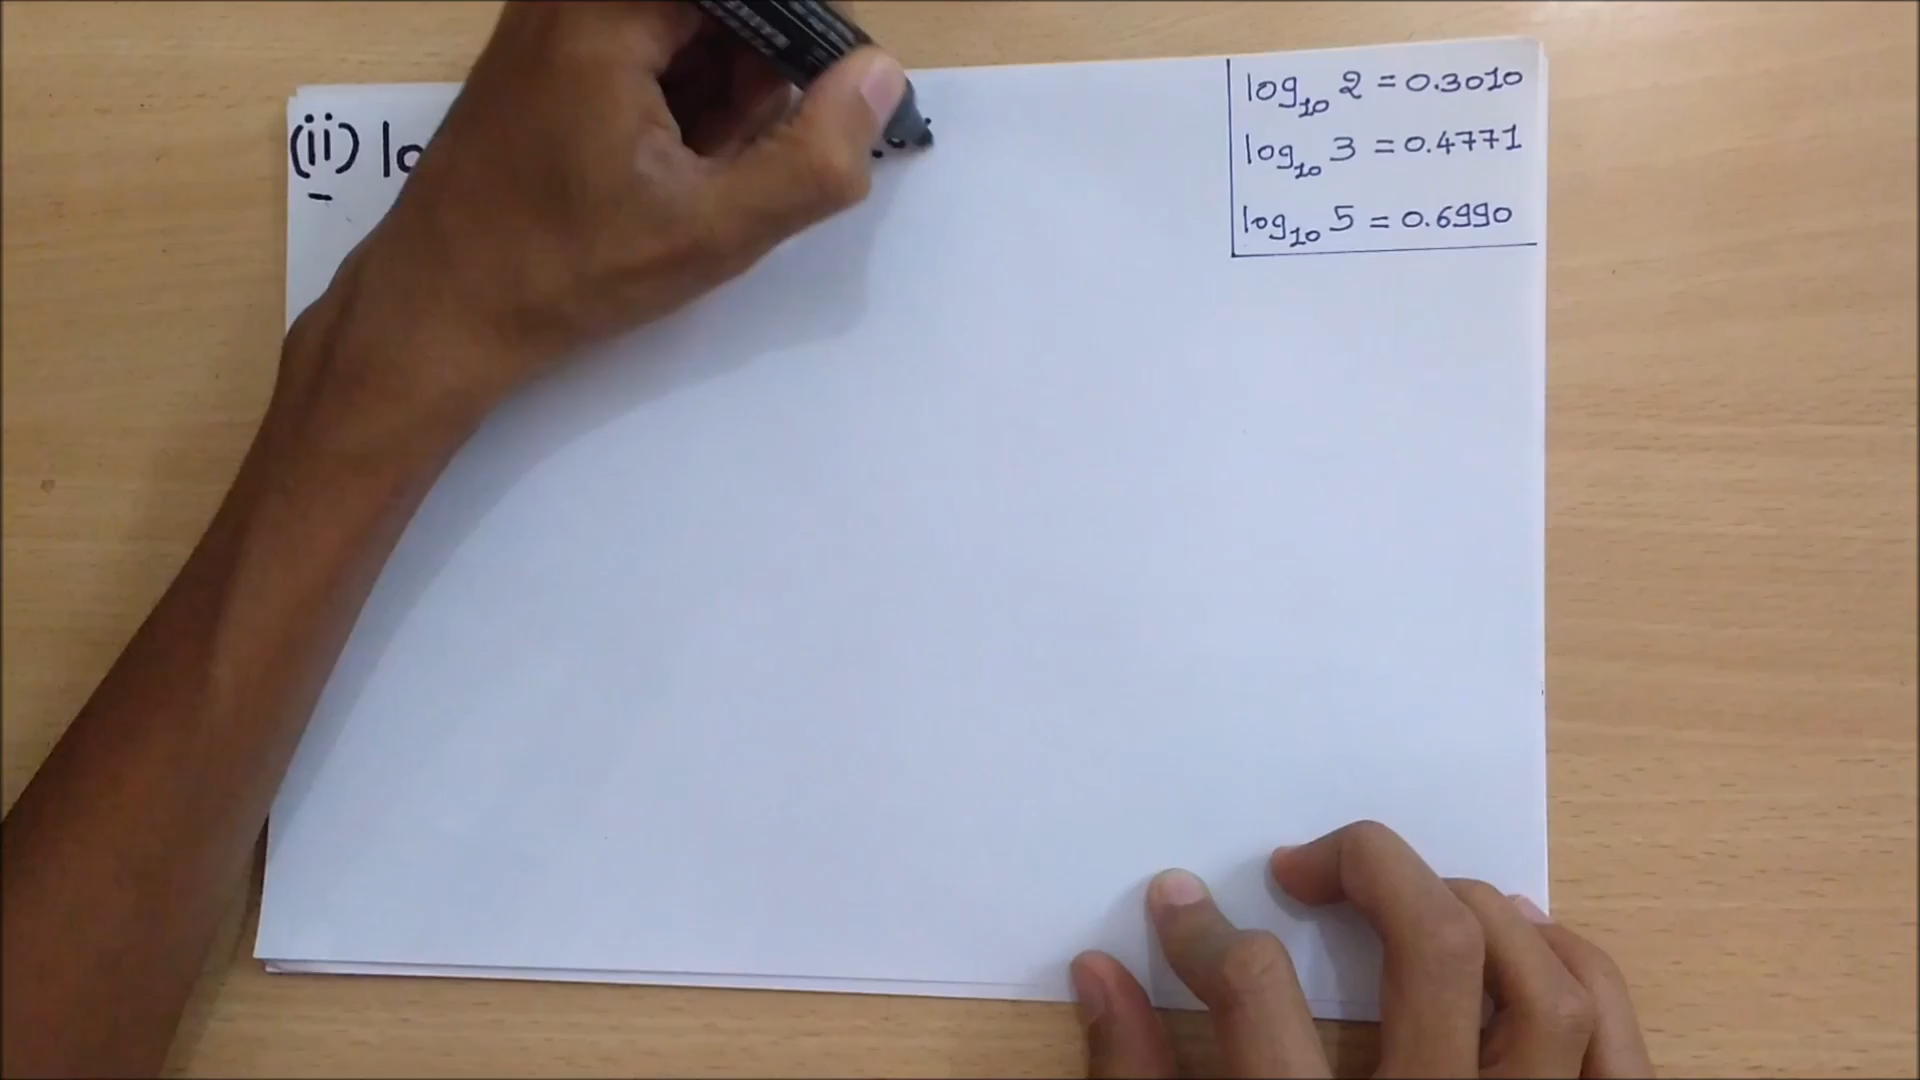 (ii) lo
log₁₀ 2 = 0.3010
log₁₀ 3 = 0.4771
log₁₀ 5 = 0.6990